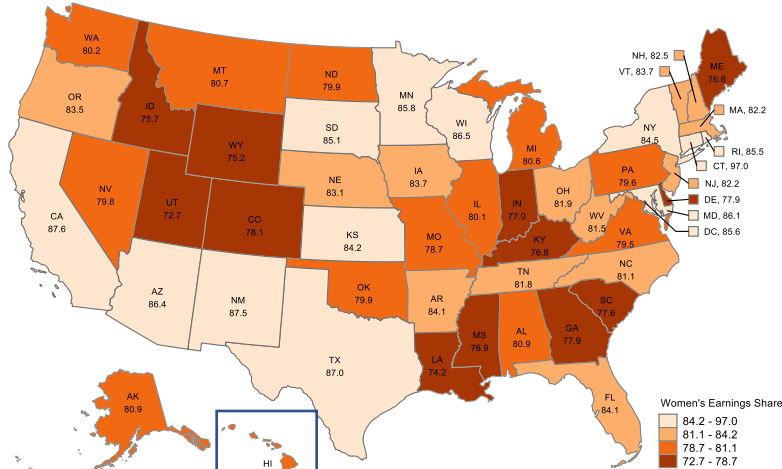 WA
80.2
OR
83.5
CA
87.6
NV
79.8
ID
75.7
MT
80.7
WY
75.2
UT
72.7
CO
78.1
AZ
86.4
NM
87.5
ND
79.9
SD
85.1
NE
83.1
KS
84.2
OK
79.9
TX
87.0
MN
85.8
IA
83.7
MO
78.7
AR
84.1
LA
74.2
WI
86.5
IL
80.1
MI
80.6
IN
77.0
OH
81.9
KY
76.8
TN
81.8
MS
76.9
AL
80.9
GA
77.9
FL
84.1
SC
77.6
NC
81.1
VA
79.5
WV
81.5
PA
79.6
NY
84.5
ME
76.6
NH, 82.5
VT, 83.7
MA, 82.2
RI, 85.5
CT, 97.0
NJ, 82.2
DE, 77.9
MD, 86.1
DC, 85.6
AK
80.9
HI
Women's Earnings Share
84.2 - 97.0
81.1 - 84.2
78.7 - 81.1
72.7 - 78.7